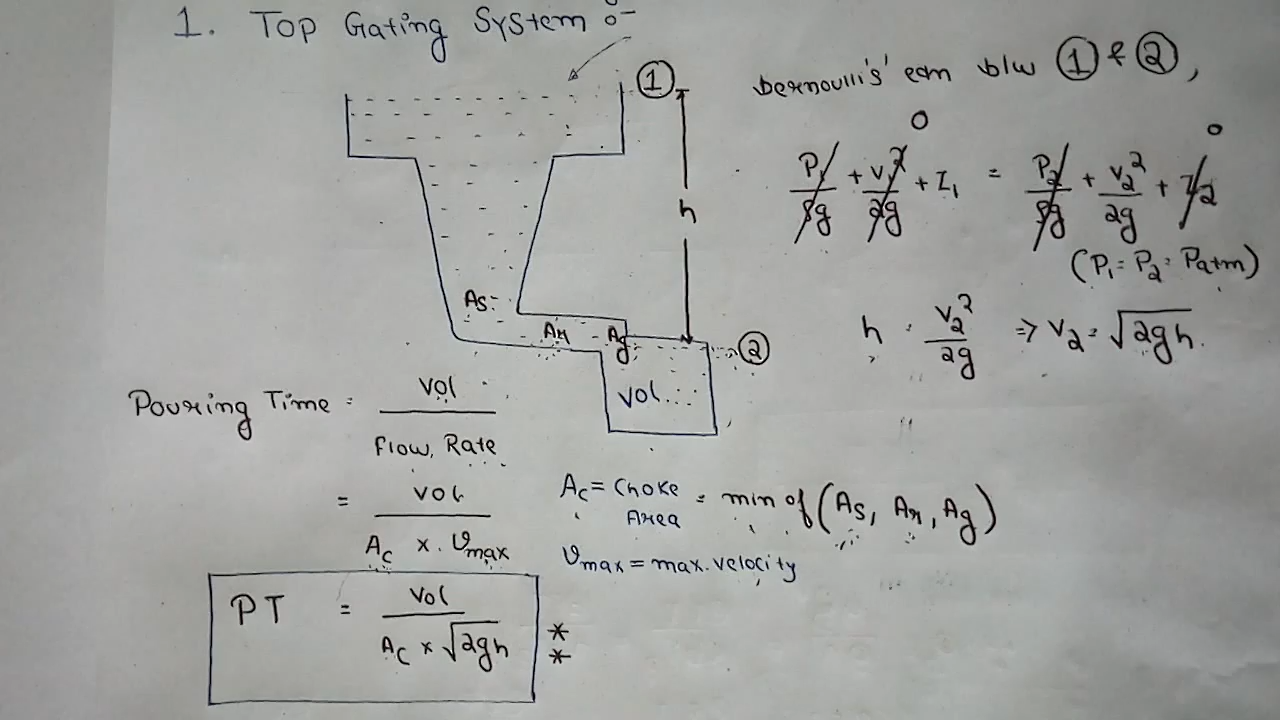 1. Top Gating System :-
①
h
As
Ar
Ag
②
Vol.
Bernoulli's' eqn b/w ① & ②,
0
0
P₁/ρg + V₁²/2g + Z₁ = P₂/ρg + V₂²/2g + Z₂
(P₁ = P₂ = Patm)
h = V₂²/2g ⇒ V₂ = √2gh.
Pouring Time = Vol / Flow Rate
= Vol / Ac x Vmax
Ac = Choke Area = min of (As, Ar, Ag)
Vmax = max. velocity
PT = Vol / Ac x √2gh
*
*